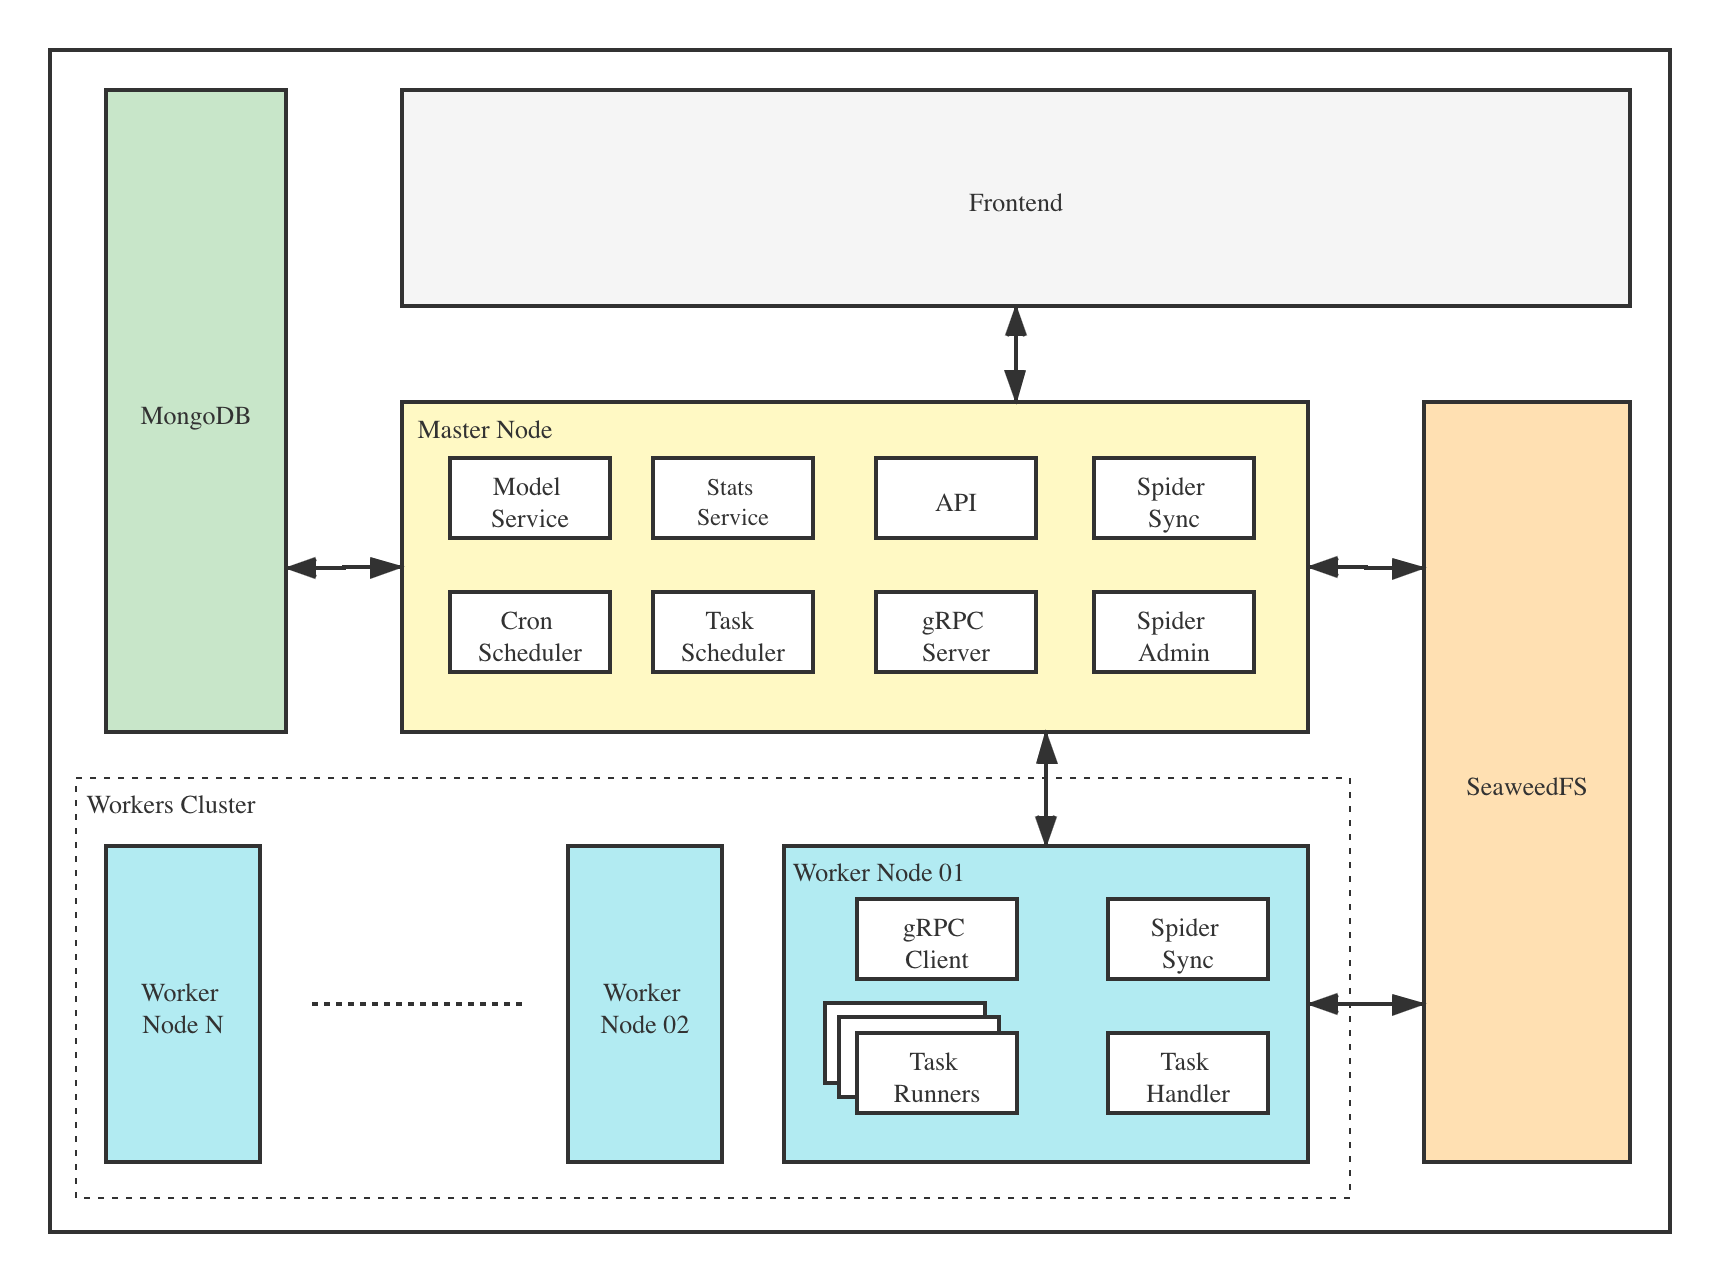 Frontend
MongoDB
Master Node
Model
Service
Stats
Service
API
Spider
Sync
Cron
Scheduler
Task
Scheduler
gRPC
Server
Spider
Admin
SeaweedFS
Workers Cluster
Worker
Node N
Worker
Node 02
Worker Node 01
gRPC
Client
Spider
Sync
Task
Runners
Task
Handler